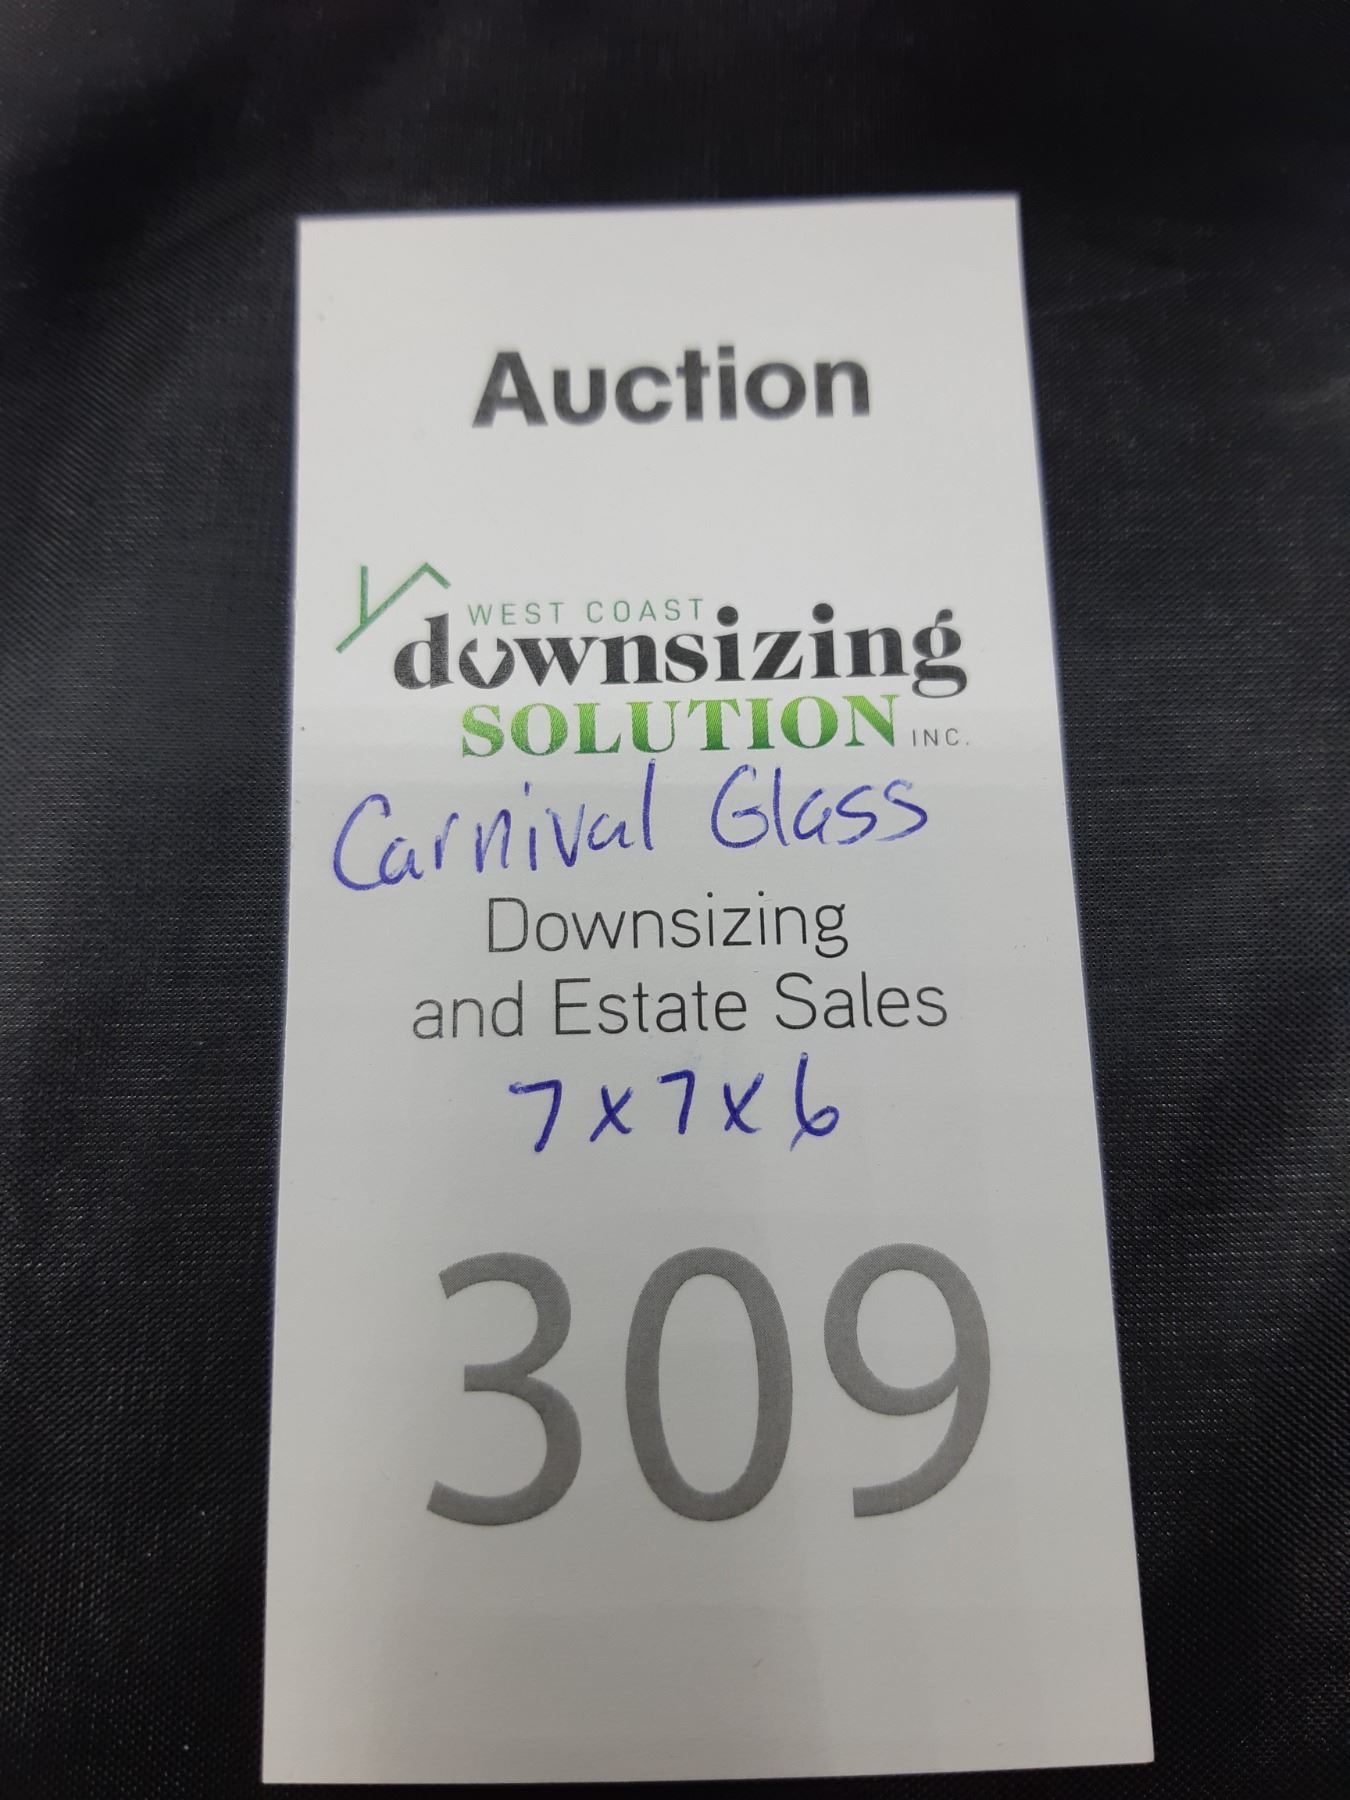 Auction
WEST COAST
downsizing
SOLUTION INC.
Carnival Glass
Downsizing
and Estate Sales
7x7x6
309